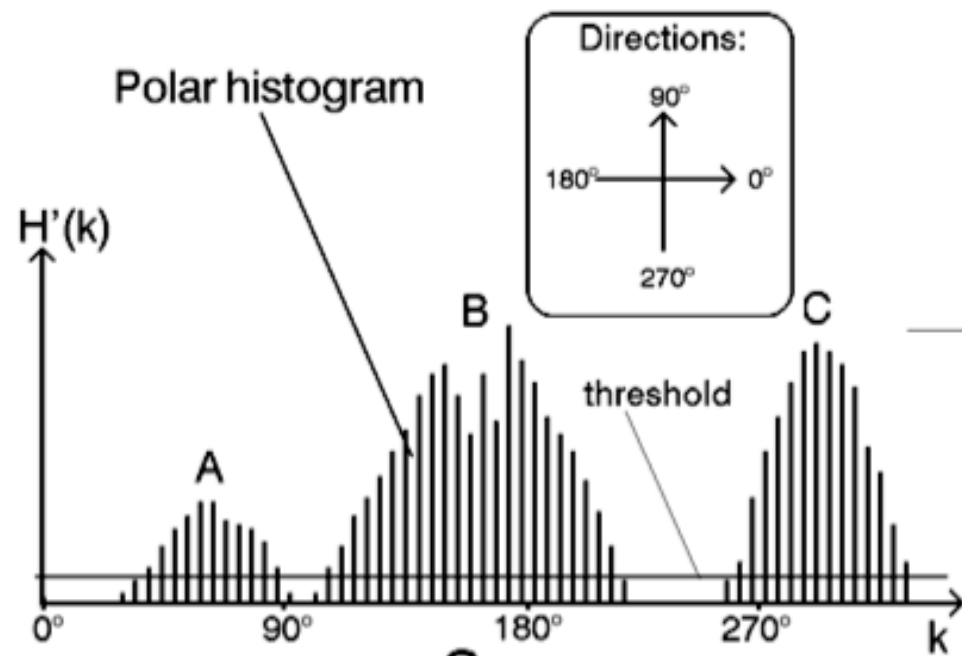 Directions:
Polar histogram
90°
180°
0°
H'(k)
270°
B
C
threshold
A
0°
90°
180°
270°
k